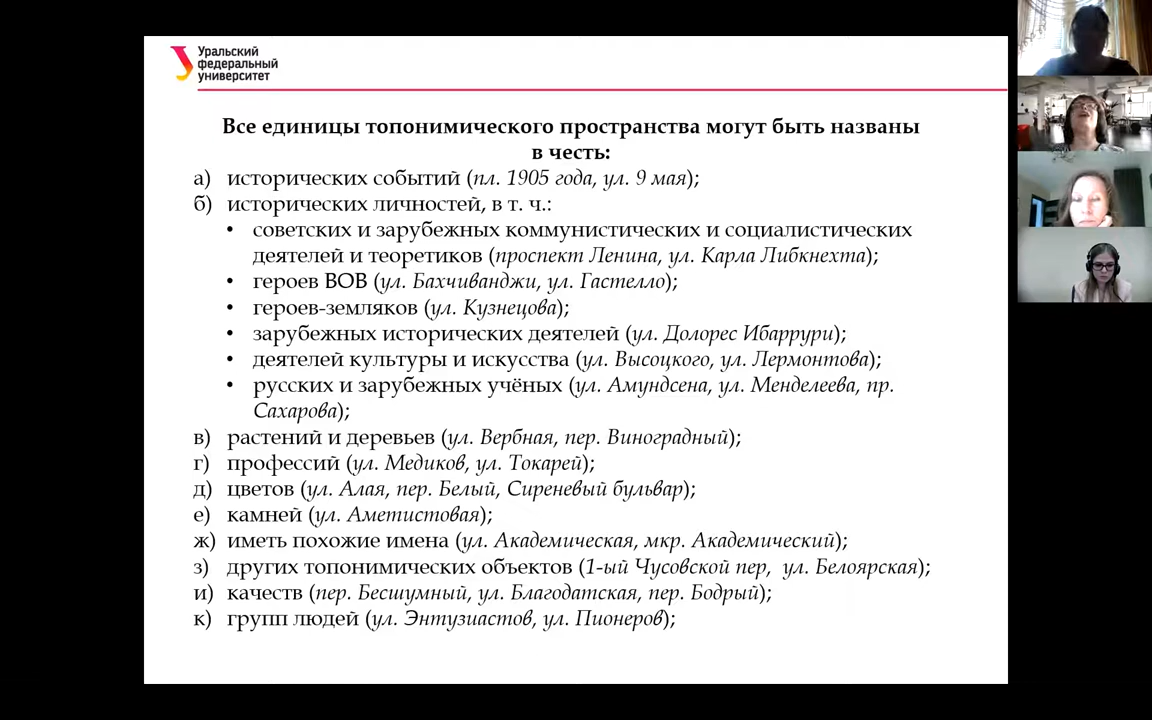 Уральский
федеральный
университет
Все единицы топонимического пространства могут быть названы
в честь:
а) исторических событий (пл. 1905 года, ул. 9 мая);
б) исторических личностей, в т. ч.:
• советских и зарубежных коммунистических и социалистических
деятелей и теоретиков (проспект Ленина, ул. Карла Либкнехта);
• героев ВОВ (ул. Бахчиванджи, ул. Гастелло);
• героев-земляков (ул. Кузнецова);
• зарубежных исторических деятелей (ул. Долорес Ибаррури);
• деятелей культуры и искусства (ул. Высоцкого, ул. Лермонтова);
• русских и зарубежных учёных (ул. Амундсена, ул. Менделеева, пр.
Сахарова);
в) растений и деревьев (ул. Вербная, пер. Виноградный);
г) профессий (ул. Медиков, ул. Токарей);
д) цветов (ул. Алая, пер. Белый, Сиреневый бульвар);
е) камней (ул. Аметистовая);
ж) иметь похожие имена (ул. Академическая, мкр. Академический);
з) других топонимических объектов (1-ый Чусовской пер, ул. Белоярская);
и) качеств (пер. Бесшумный, ул. Благодатская, пер. Бодрый);
к) групп людей (ул. Энтузиастов, ул. Пионеров);